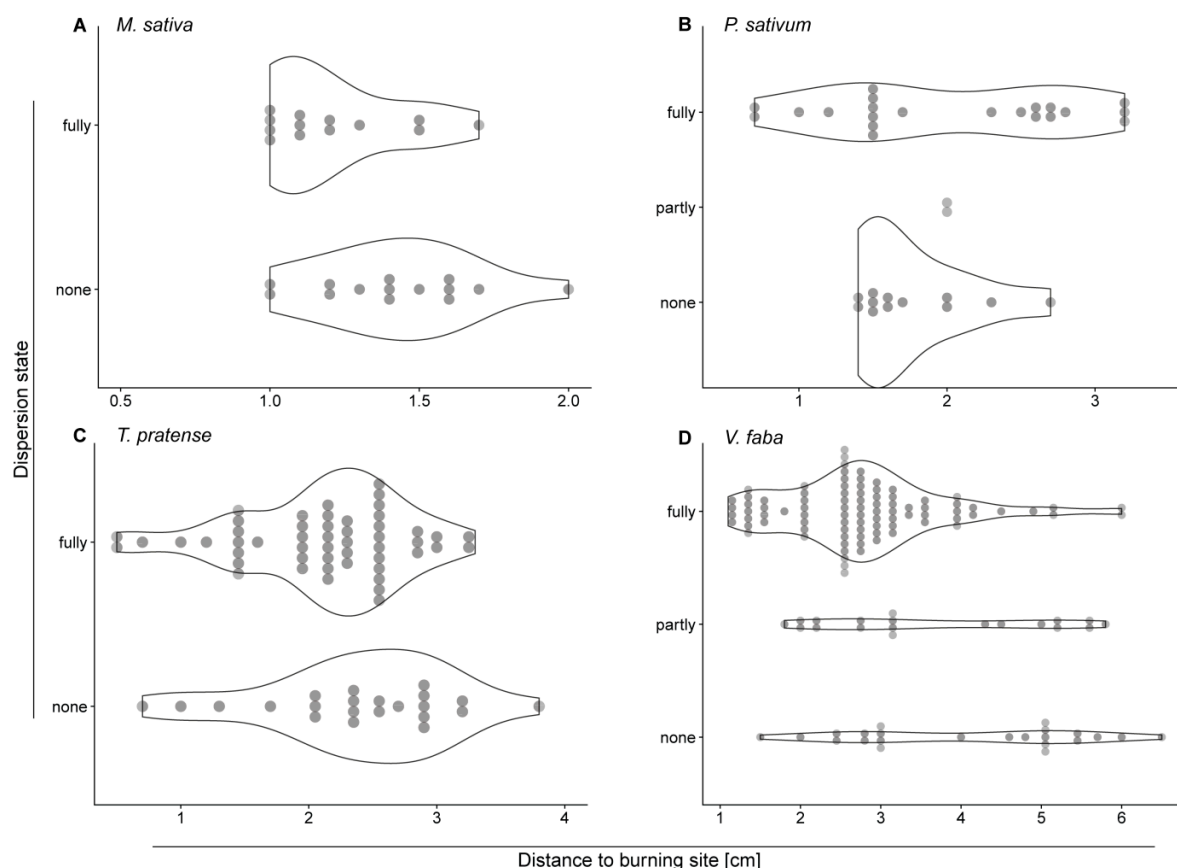 A M. sativa
fully
none
0.5 1.0 1.5 2.0
B P. sativum
fully
partly
none
1 2 3
Dispersion state
C T. pratense
fully
none
1 2 3 4
D V. faba
fully
partly
none
1 2 3 4 5 6
Distance to burning site [cm]